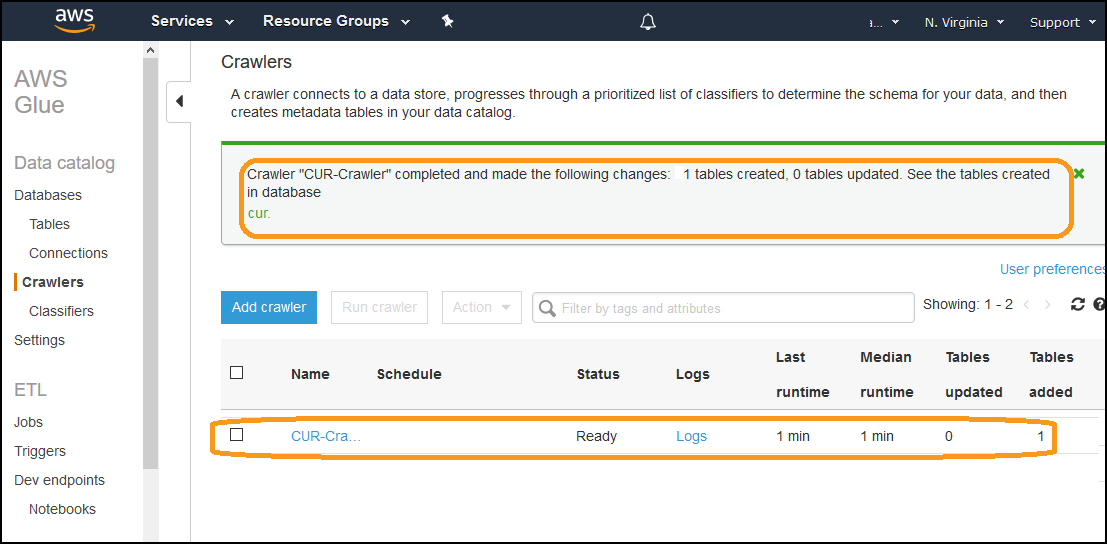 aws
Services
Resource Groups
a...
N. Virginia
Support
AWS
Glue
Data catalog
Databases
Tables
Connections
Crawlers
Classifiers
Settings
ETL
Jobs
Triggers
Dev endpoints
Notebooks
Crawlers
A crawler connects to a data store, progresses through a prioritized list of classifiers to determine the schema for your data, and then
creates metadata tables in your data catalog.
Crawler "CUR-Crawler" completed and made the following changes: 1 tables created, 0 tables updated. See the tables created
in database
cur.
User preferences
Add crawler
Run crawler
Action
Filter by tags and attributes
Showing: 1 - 2
Name Schedule Status Logs Last runtime Median runtime Tables updated Tables added
CUR-Cra... Ready Logs 1 min 1 min 0 1